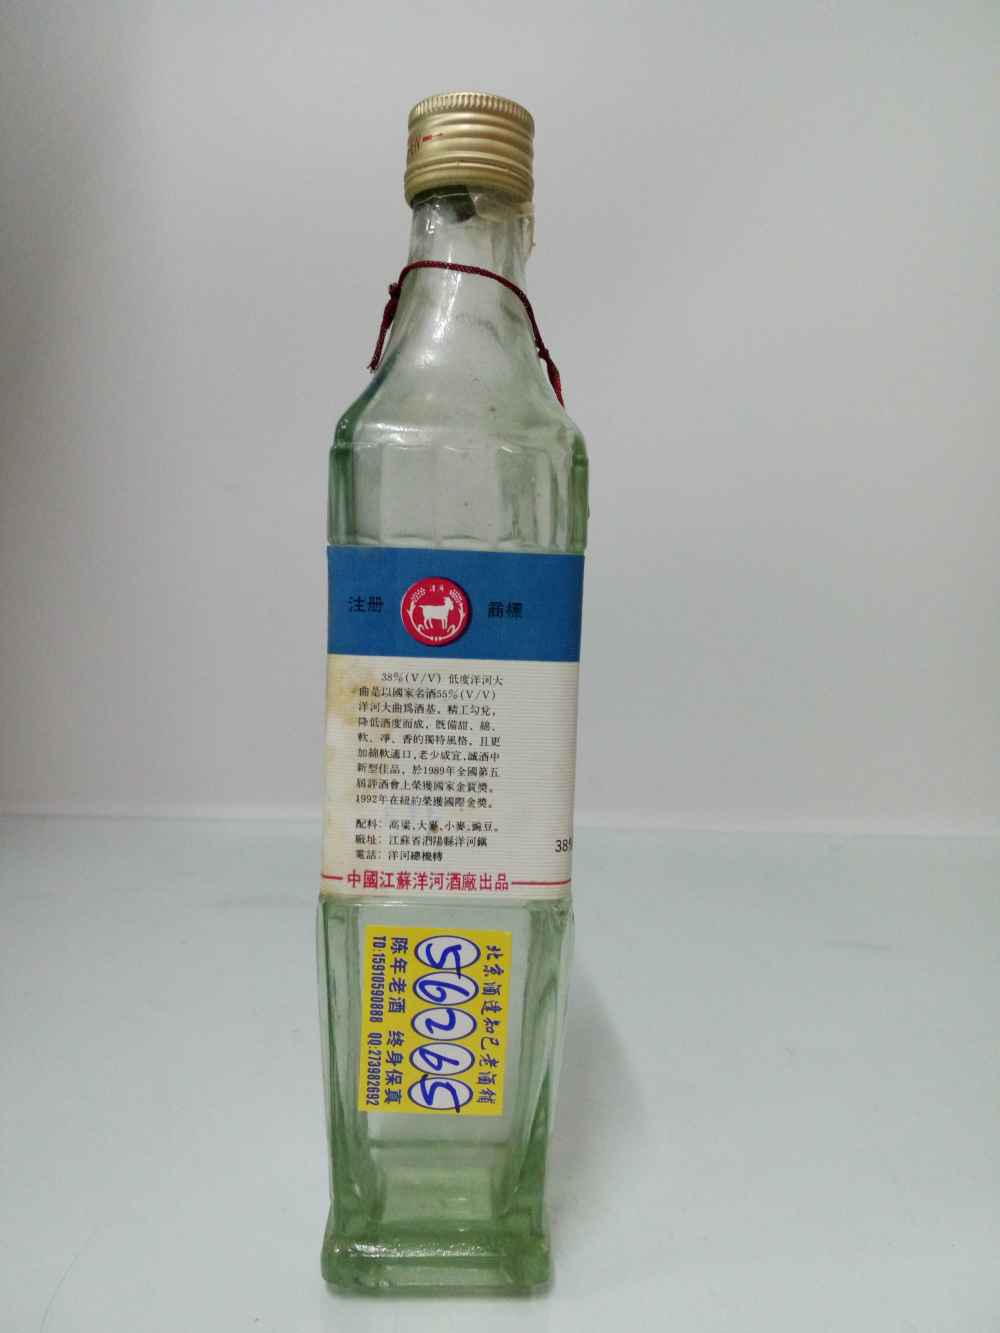 注册 商標
38%(V/V) 低度洋河大
曲是以國家名酒55%(V/V)
洋河大曲爲酒基，精工勾兌，
降低酒度而成，既備甜、綿、
軟、凈、香的獨特風格，且更
加綿軟適口，老少咸宜，誠酒中
新型佳品，於1989年全國第五
屆評酒會上榮獲國家金質獎。
1992年在紐約榮獲國際金獎。
配料：高粱、大麥、小麥、豌豆。
廠址：江蘇省泗陽縣洋河鎮
電話：洋河總機轉
38%
中國江蘇洋河酒廠出品
北京酒逢知己老酒鋪
56265
陈年老酒 终身保真
TO:15910590888 QQ:273982692